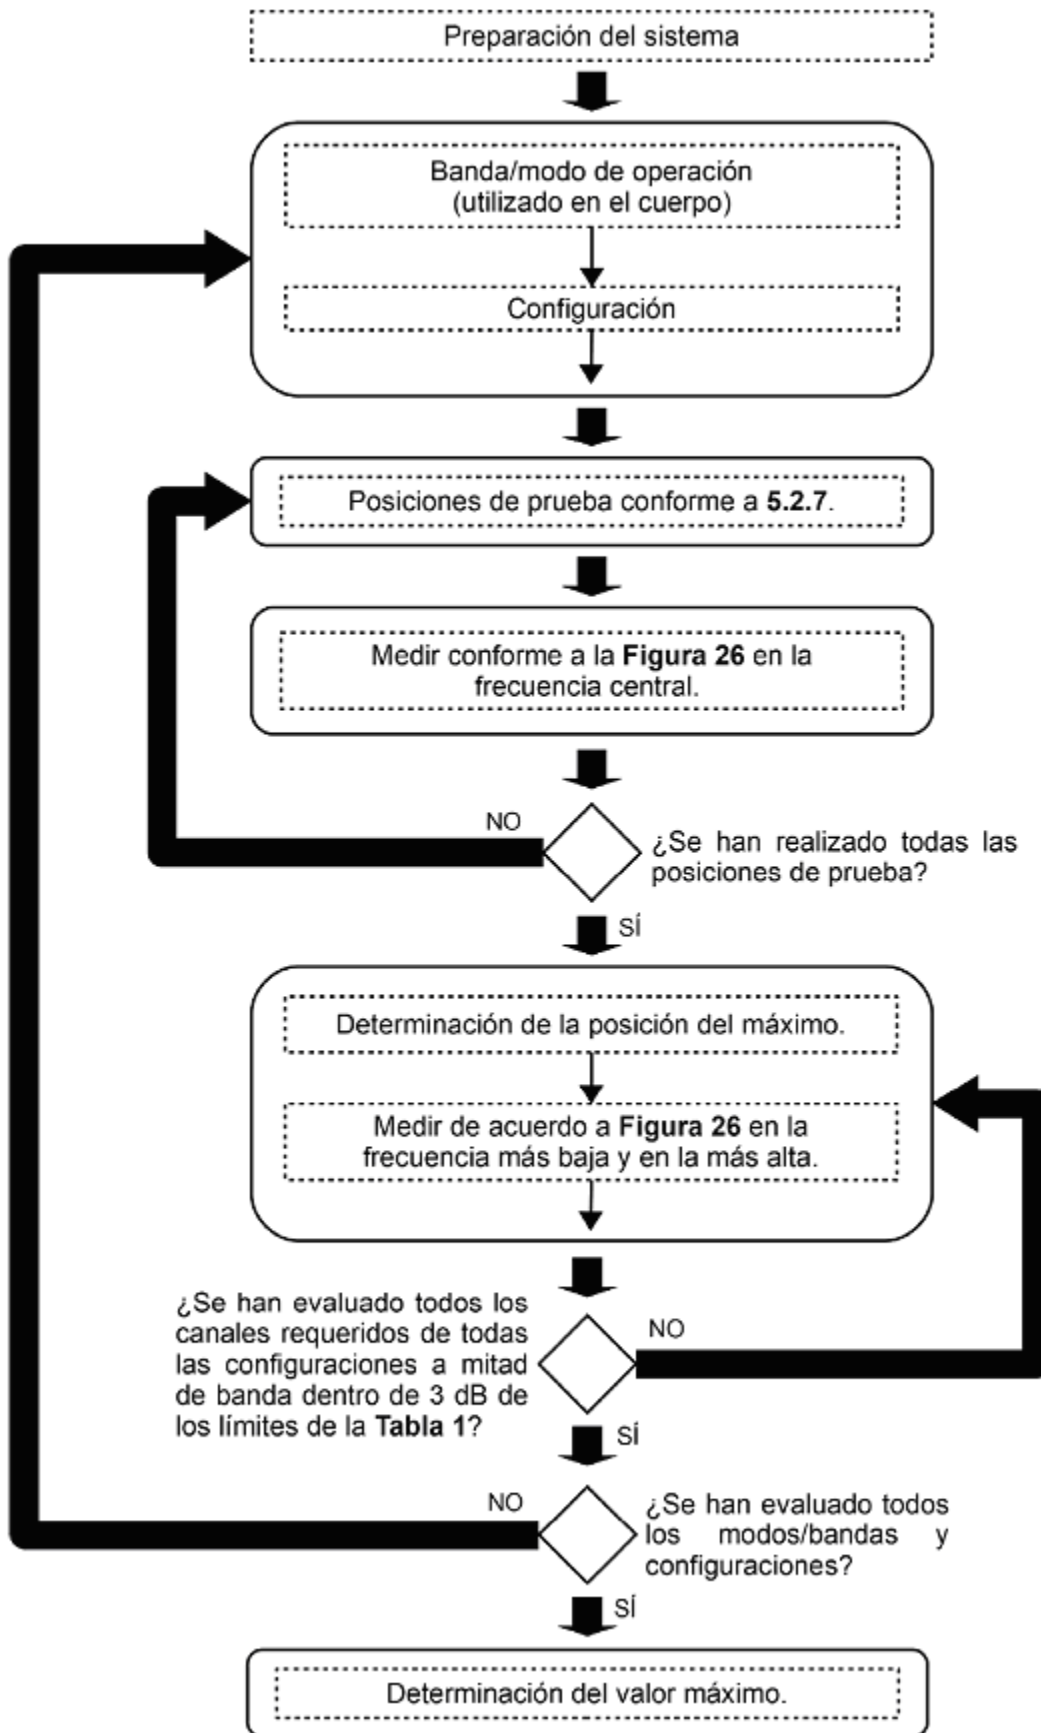 Preparación del sistema
Banda/modo de operación
(utilizado en el cuerpo)
Configuración
Posiciones de prueba conforme a 5.2.7.
Medir conforme a la Figura 26 en la
frecuencia central.
NO
¿Se han realizado todas las
posiciones de prueba?
SÍ
Determinación de la posición del máximo.
Medir de acuerdo a Figura 26 en la
frecuencia más baja y en la más alta.
¿Se han evaluado todos los
canales requeridos de todas
las configuraciones a mitad
de banda dentro de 3 dB de
los límites de la Tabla 1?
NO
SÍ
NO
¿Se han evaluado todos
los modos/bandas y
configuraciones?
SÍ
Determinación del valor máximo.